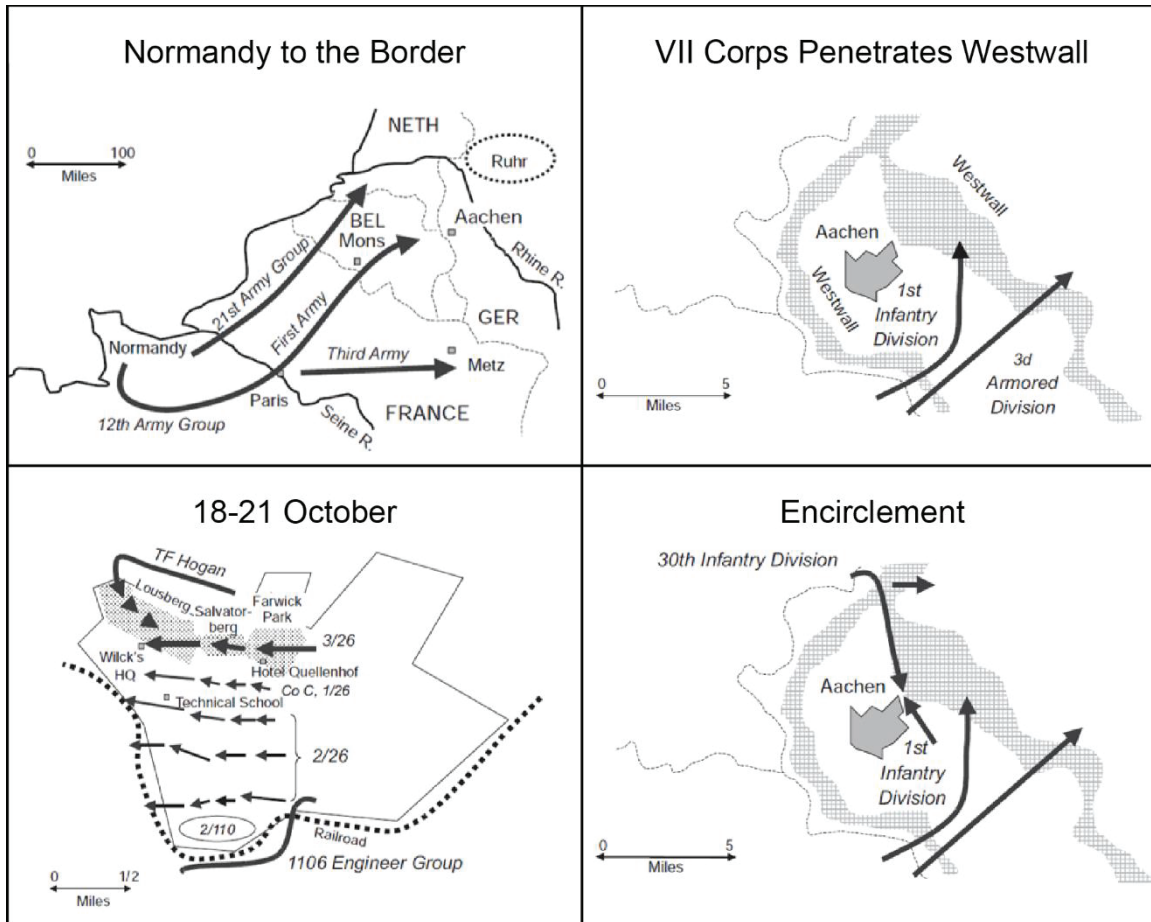 Normandy to the Border
NETH
0 100
Miles
Ruhr
BEL
Mons
Aachen
21st Army Group
Rhine R.
First Army
GER
Normandy
Third Army
Metz
Paris
12th Army Group
Seine R.
FRANCE
VII Corps Penetrates Westwall
Westwall
Aachen
Westwall
1st
Infantry
Division
0 5
Miles
3d
Armored
Division
18-21 October
TF Hogan
Lousberg
Salvator-
berg
Farwick
Park
3/26
Wilck's
HQ
Hotel Quellenhof
Co C, 1/26
Technical School
2/26
2/110
Railroad
0 1/2
Miles
1106 Engineer Group
Encirclement
30th Infantry Division
Aachen
1st
Infantry
Division
0 5
Miles